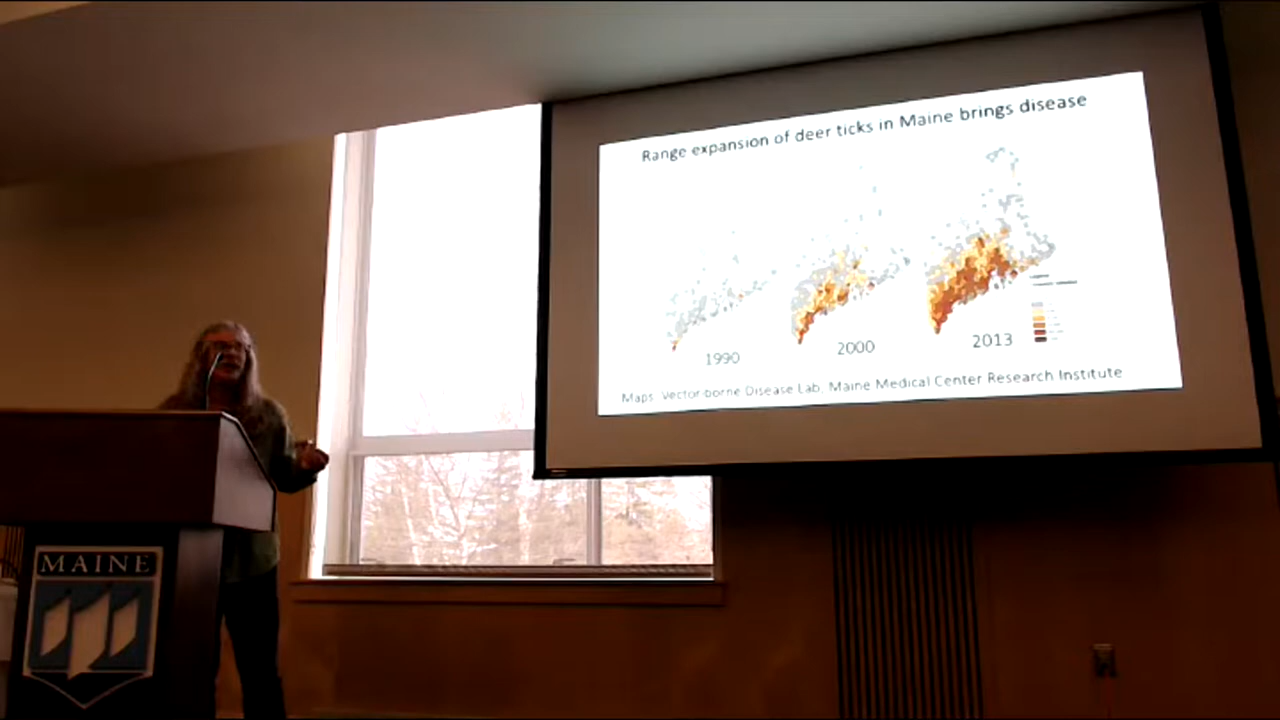 Range expansion of deer ticks in Maine brings disease
1990
2000
2013
Maps: Vector-borne Disease Lab, Maine Medical Center Research Institute
MAINE